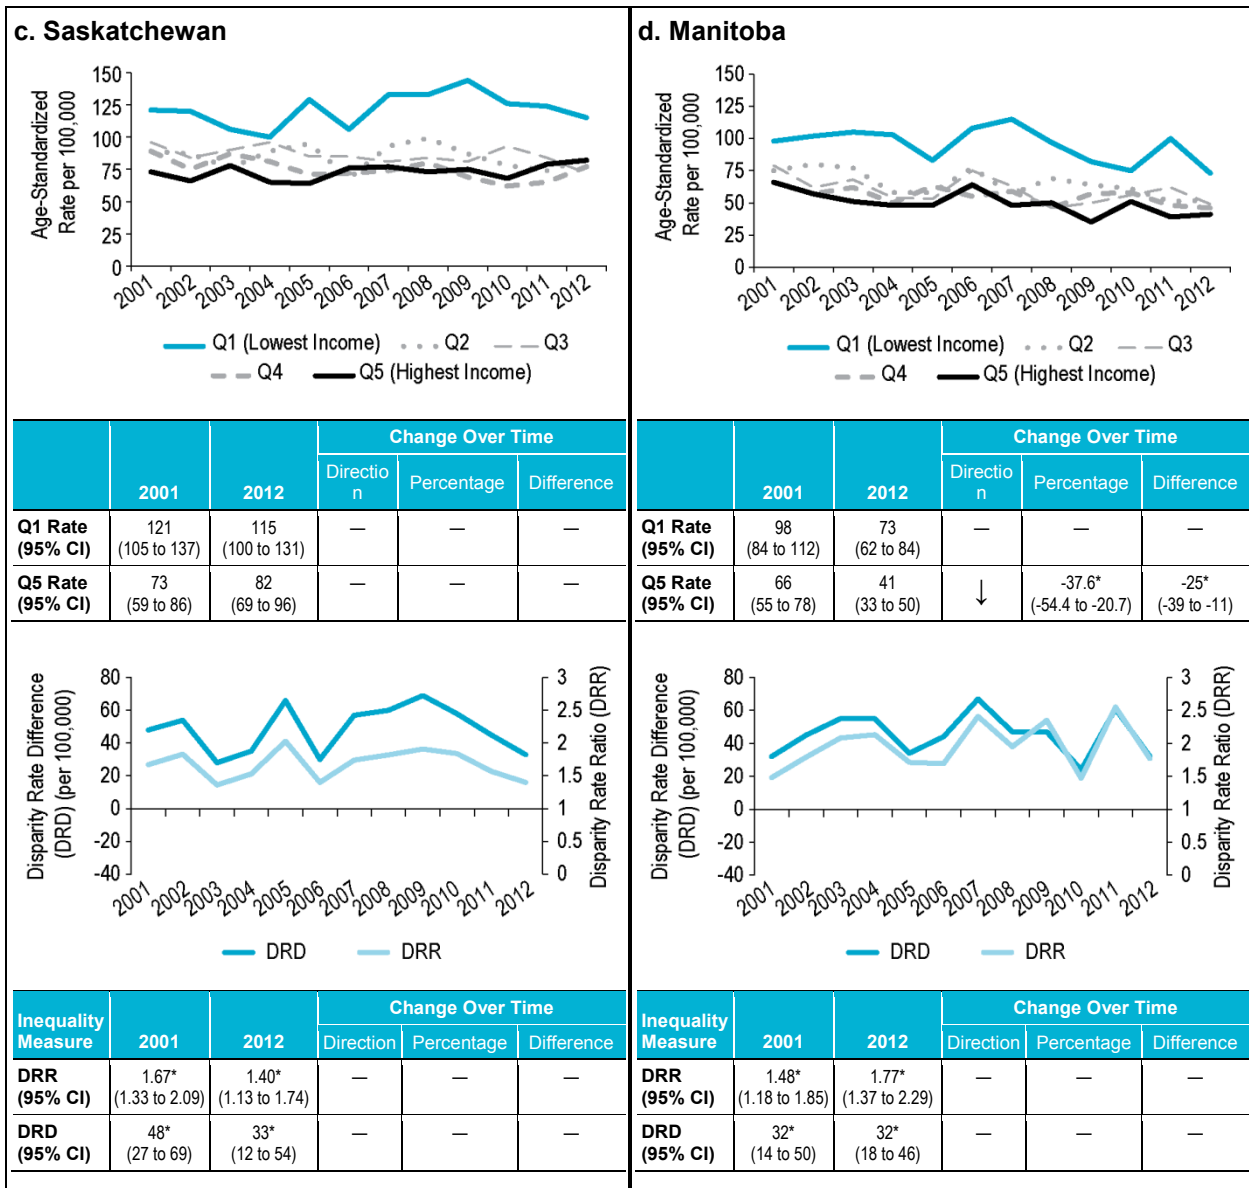 c. Saskatchewan
Age-Standardized
Rate per 100,000
150
125
100
75
50
25
0
2001 2002 2003 2004 2005 2006 2007 2008 2009 2010 2011 2012
Q1 (Lowest Income) Q2 Q3
Q4 Q5 (Highest Income)
2001 2012 Change Over Time
Directio
n Percentage Difference
Q1 Rate
(95% CI) 121
(105 to 137) 115
(100 to 131) — — —
Q5 Rate
(95% CI) 73
(59 to 86) 82
(69 to 96) — — —
Disparity Rate Difference
(DRD) (per 100,000)
80
60
40
20
0
-20
-40
3
2.5
2
1.5
1
0.5
0
Disparity Rate Ratio (DRR)
2001 2002 2003 2004 2005 2006 2007 2008 2009 2010 2011 2012
DRD DRR
Inequality
Measure 2001 2012 Change Over Time
Direction Percentage Difference
DRR
(95% CI) 1.67*
(1.33 to 2.09) 1.40*
(1.13 to 1.74) — — —
DRD
(95% CI) 48*
(27 to 69) 33*
(12 to 54) — — —
d. Manitoba
Age-Standardized
Rate per 100,000
150
125
100
75
50
25
0
2001 2002 2003 2004 2005 2006 2007 2008 2009 2010 2011 2012
Q1 (Lowest Income) Q2 Q3
Q4 Q5 (Highest Income)
2001 2012 Change Over Time
Directio
n Percentage Difference
Q1 Rate
(95% CI) 98
(84 to 112) 73
(62 to 84) — — —
Q5 Rate
(95% CI) 66
(55 to 78) 41
(33 to 50) ↓ -37.6*
(-54.4 to -20.7) -25*
(-39 to -11)
Disparity Rate Difference
(DRD) (per 100,000)
80
60
40
20
0
-20
-40
3
2.5
2
1.5
1
0.5
0
Disparity Rate Ratio (DRR)
2001 2002 2003 2004 2005 2006 2007 2008 2009 2010 2011 2012
DRD DRR
Inequality
Measure 2001 2012 Change Over Time
Direction Percentage Difference
DRR
(95% CI) 1.48*
(1.18 to 1.85) 1.77*
(1.37 to 2.29) — — —
DRD
(95% CI) 32*
(14 to 50) 32*
(18 to 46) — — —